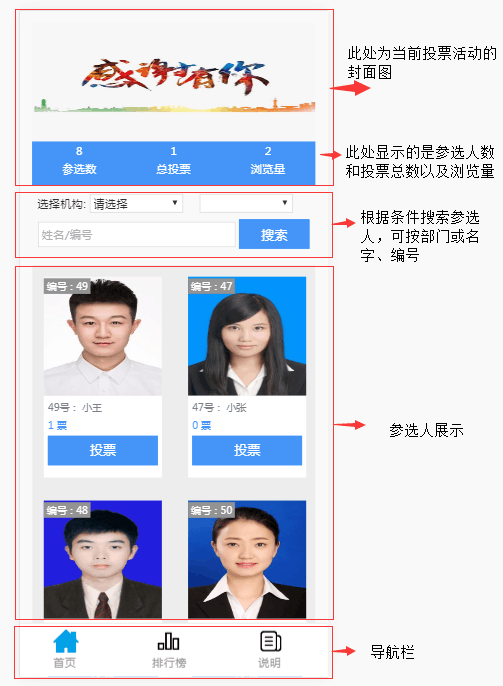 感谢有你
此处为当前投票活动的
封面图
8 1 2
参选数 总投票 浏览量
此处显示的是参选人数
和投票总数以及浏览量
选择机构: 请选择
姓名/编号 搜索
根据条件搜索参选
人，可按部门或名
字、编号
编号 : 49 编号 : 47
49号 : 小王 47号 : 小张
1 票 0 票
投票 投票
参选人展示
编号 : 48 编号 : 50
首页 排行榜 说明
导航栏